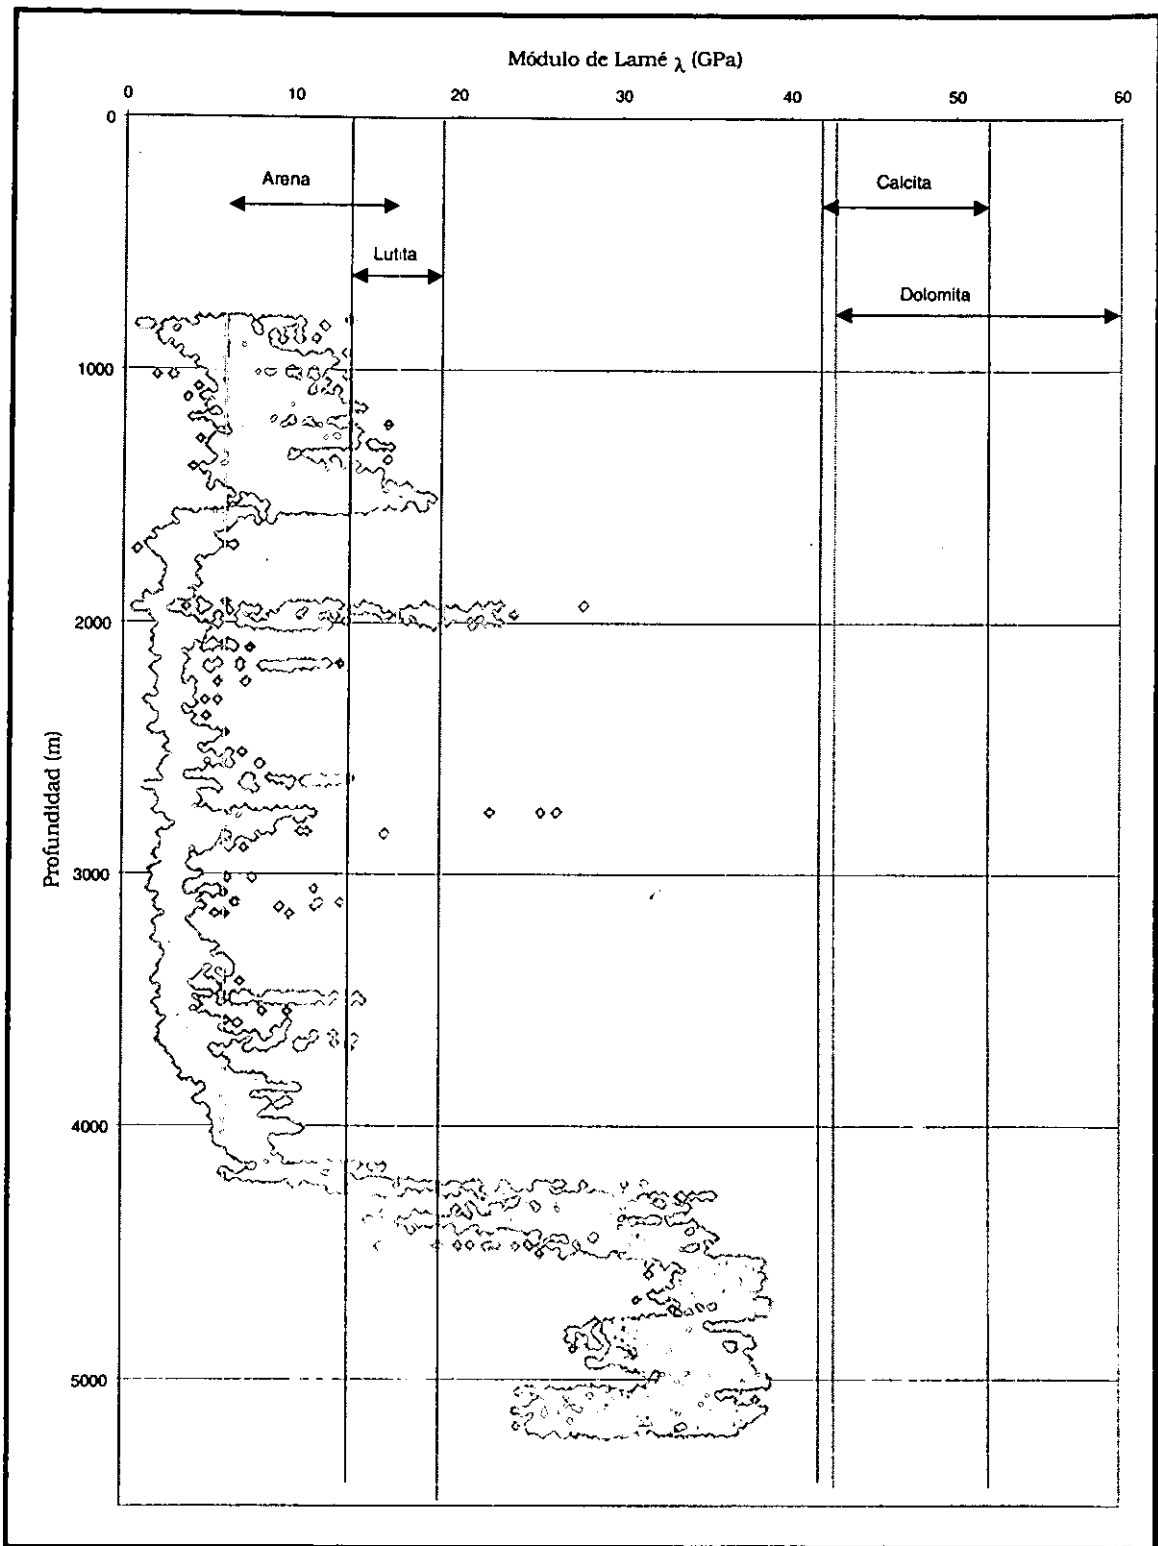 Módulo de Lamé λ (GPa)
0 10 20 30 40 50 60
0
Arena
Calcita
Lutita
Dolomita
1000
2000
Profundidad (m)
3000
4000
5000